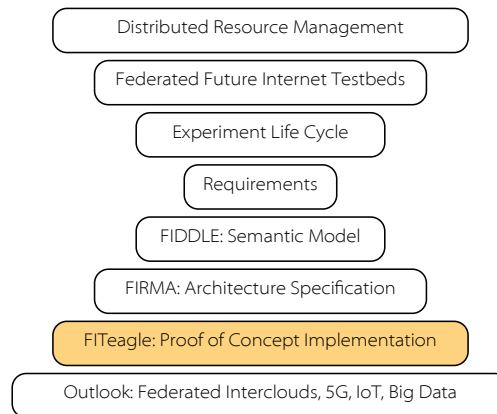 Distributed Resource Management
Federated Future Internet Testbeds
Experiment Life Cycle
Requirements
FIDDLE: Semantic Model
FIRMA: Architecture Specification
FITeagle: Proof of Concept Implementation
Outlook: Federated Interclouds, 5G, IoT, Big Data